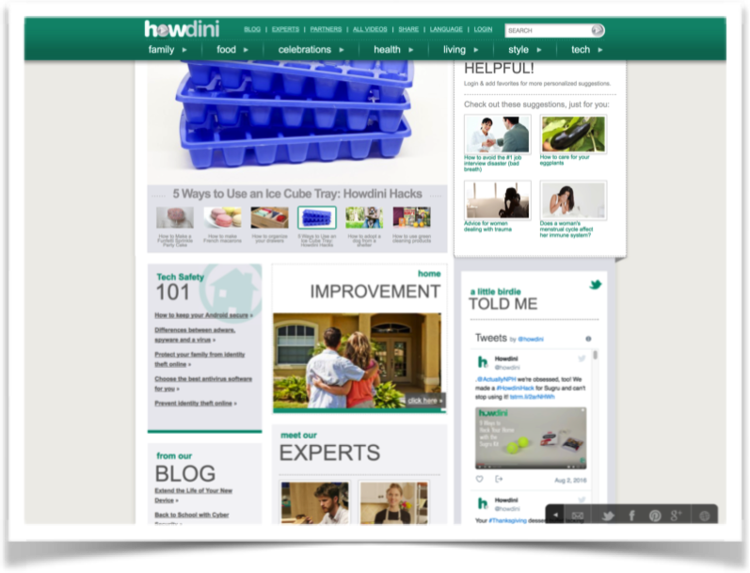 howdini
BLOG | EXPERTS | PARTNERS | ALL VIDEOS | SHARE | LANGUAGE | LOGIN
SEARCH
family food celebrations health living style tech
HELPFUL!
Login & add favorites for more personalized suggestions.
Check out these suggestions, just for you:
How to avoid the #1 job
interview disaster (bad
breath)
How to care for your
eggplants
Advice for women
dealing with trauma
Does a woman's
menstrual cycle affect
her immune system?
5 Ways to Use an Ice Cube Tray: Howdini Hacks
How to Make a
Funfetti Sprinkle
Party Cake
How to make
French macarons
How to organize
your drawers
5 Ways to Use an
Ice Cube Tray:
Howdini Hacks
How to adopt a
dog from a
shelter
How to use green
cleaning products
Tech Safety
101
How to keep your Android secure »
Differences between adware,
spyware and a virus »
Protect your family from identity
theft online »
Choose the best antivirus software
for you »
Prevent identity theft online »
home
IMPROVEMENT
click here »
a little birdie
TOLD ME
Tweets by @howdini
Howdini
@howdini
.@ActuallyNPH we're obsessed, too! We
made a #HowdiniHack for Sugru and can't
stop using it!
howdini
5 Ways to
Hack Your Home
with the
Sugru Kit
Aug 2, 2016
Howdini
@howdini
Your #Thanksgiving
from our
BLOG
Extend the Life of Your New
Device »
Back to School with Cyber
meet our
EXPERTS